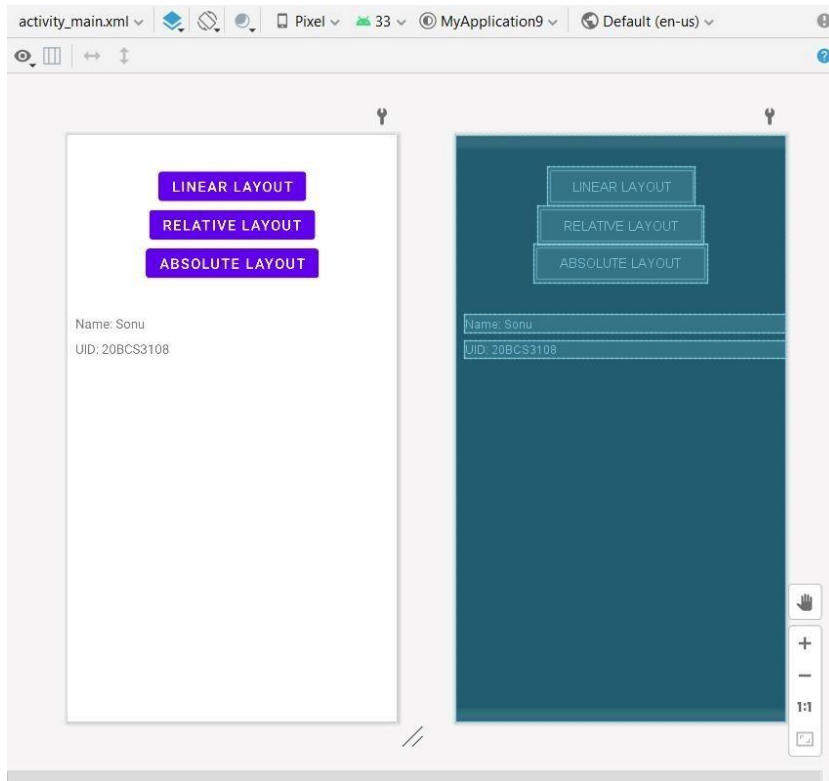 activity_main.xml Pixel 33 MyApplication9 Default (en-us)
LINEAR LAYOUT
RELATIVE LAYOUT
ABSOLUTE LAYOUT
Name: Sonu
UID: 20BCS3108
LINEAR LAYOUT
RELATIVE LAYOUT
ABSOLUTE LAYOUT
Name: Sonu
UID: 20BCS3108
1:1